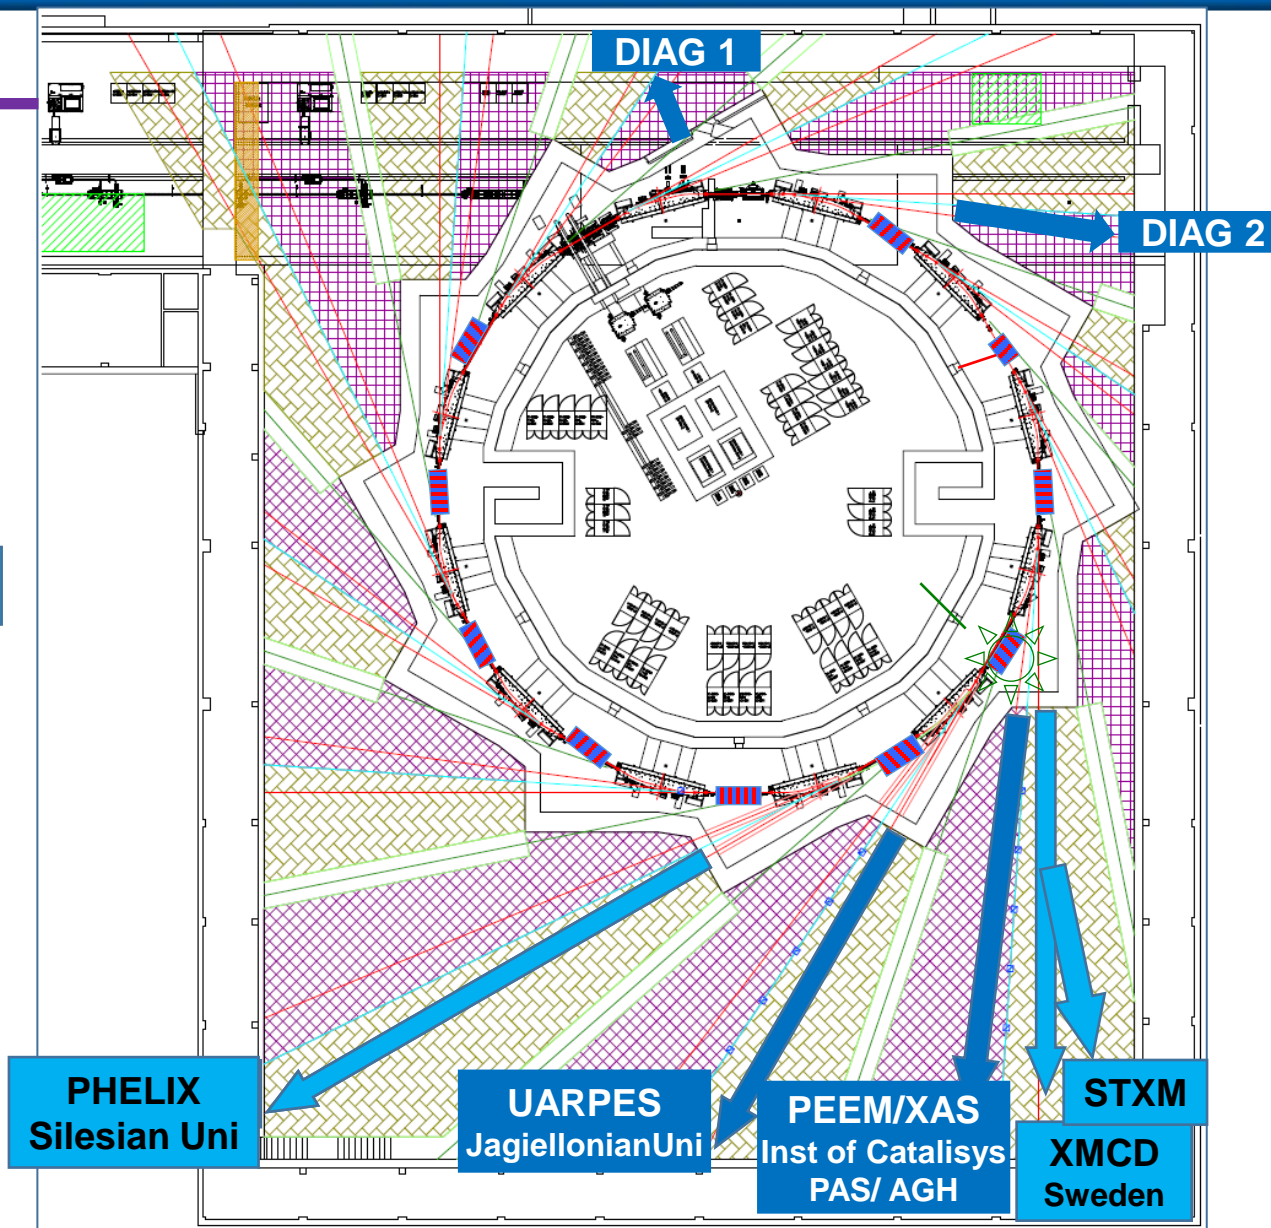 DIAG 1
DIAG 2
PHELIX
Silesian Uni
UARPES
JagiellonianUni
PEEM/XAS
Inst of Catalisys
PAS/ AGH
STXM
XMCD
Sweden